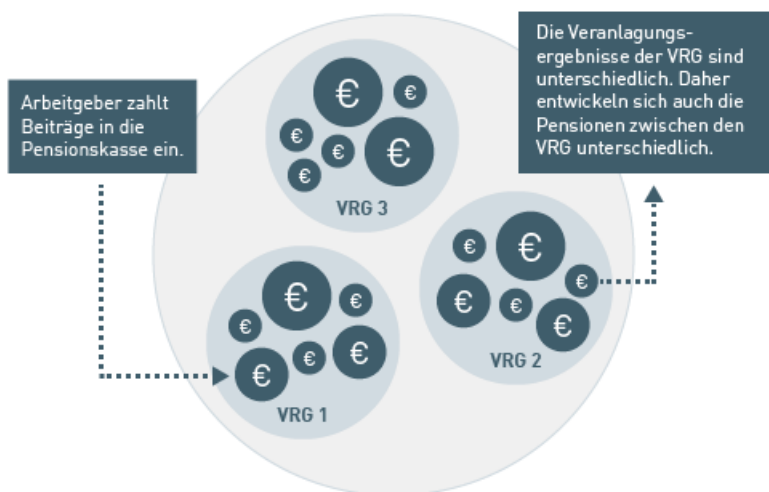 Arbeitgeber zahlt
Beiträge in die
Pensionskasse ein.
Die Veranlagungs-
ergebnisse der VRG sind
unterschiedlich. Daher
entwickeln sich auch die
Pensionen zwischen den
VRG unterschiedlich.
€
€
€
€
€
€
€
VRG 3
€
€
€
€
€
€
VRG 2
€
€
€
€
€
€
VRG 1